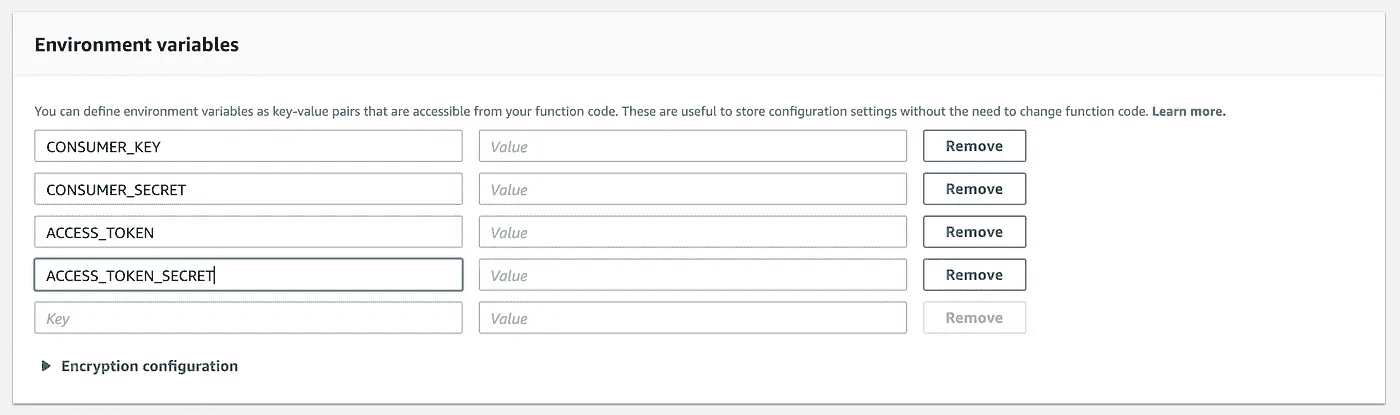 Environment variables
You can define environment variables as key-value pairs that are accessible from your function code. These are useful to store configuration settings without the need to change function code. Learn more.
CONSUMER_KEY Value Remove
CONSUMER_SECRET Value Remove
ACCESS_TOKEN Value Remove
ACCESS_TOKEN_SECRET Value Remove
Key Value Remove
Encryption configuration